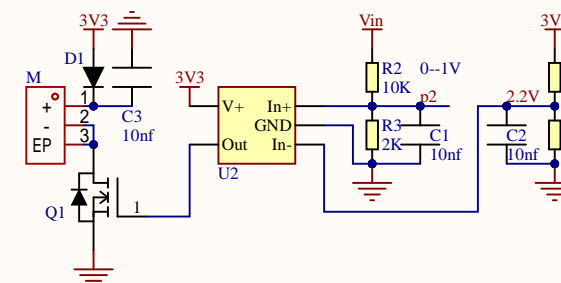 3V3
Vin
3V
D1
M
R2
0--1V
10K
3V3
1
+
2
-
3
EP
C3
10nf
V+
In+
GND
Out
In-
U2
p2
R3
2K
C1
10nf
2.2V
C2
10nf
Q1
1